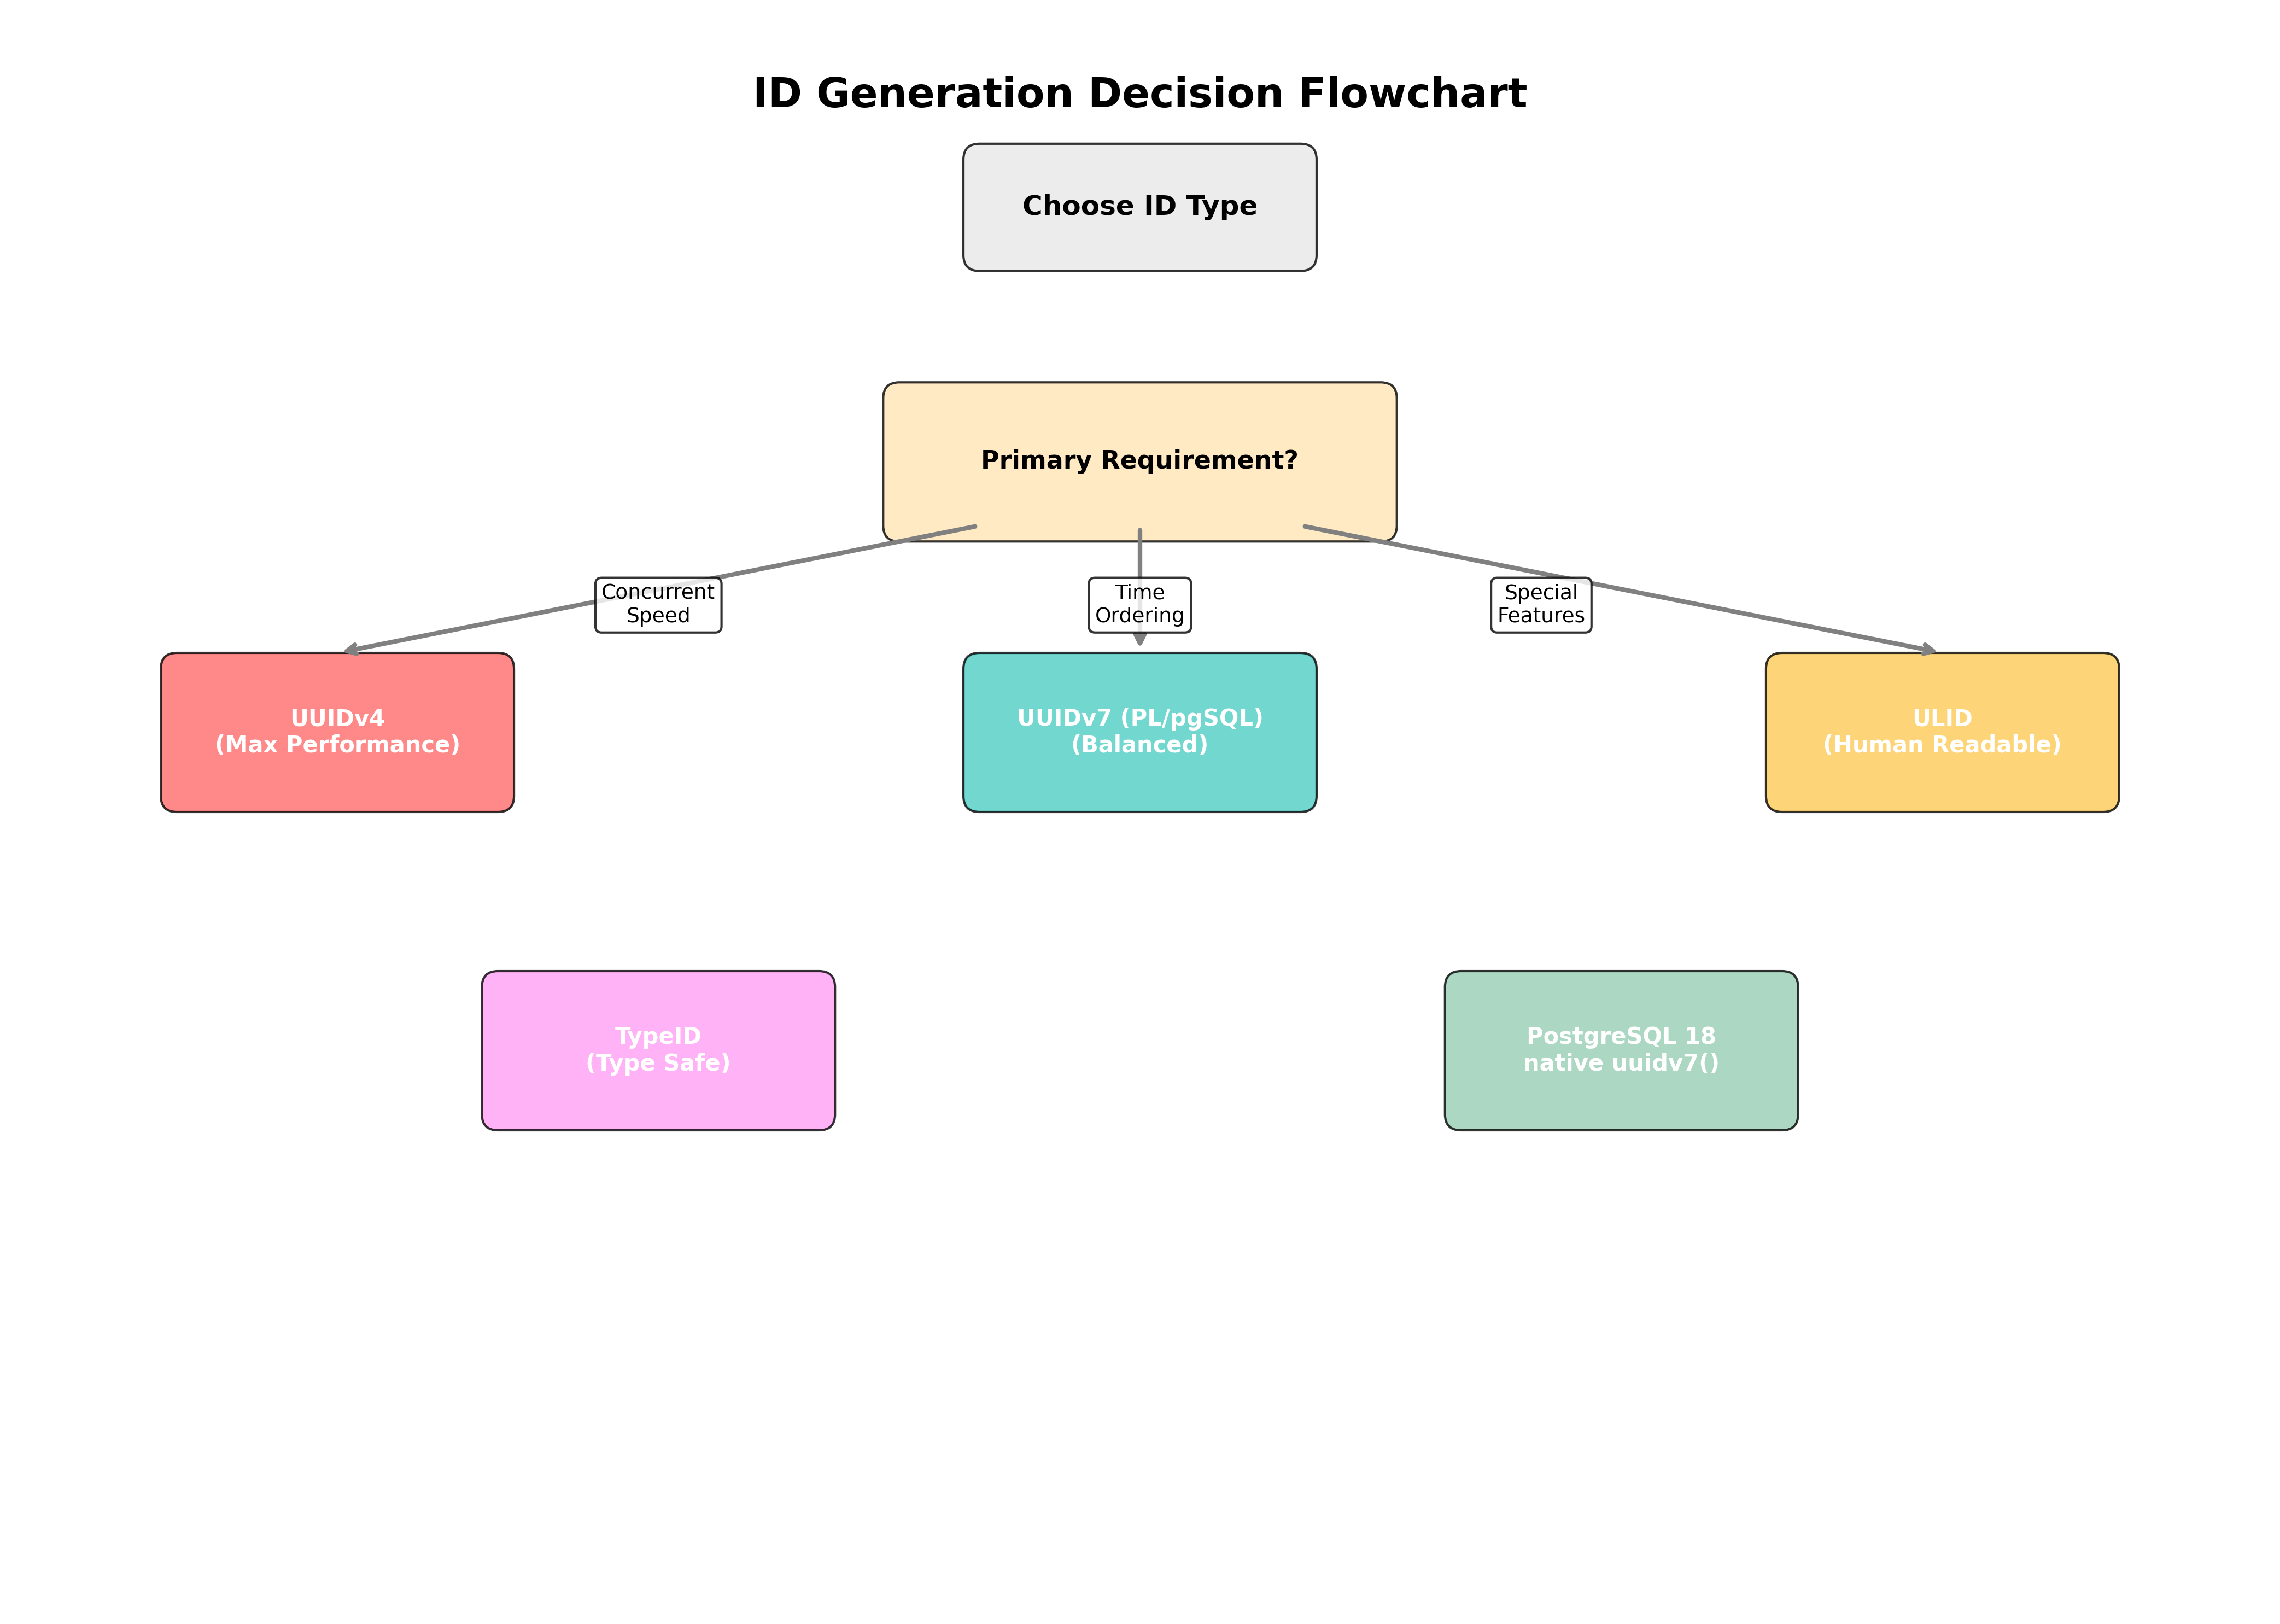 ID Generation Decision Flowchart
Choose ID Type
Primary Requirement?
Concurrent
Speed
Time
Ordering
Special
Features
UUIDv4
(Max Performance)
UUIDv7 (PL/pgSQL)
(Balanced)
ULID
(Human Readable)
TypeID
(Type Safe)
PostgreSQL 18
native uuidv7()